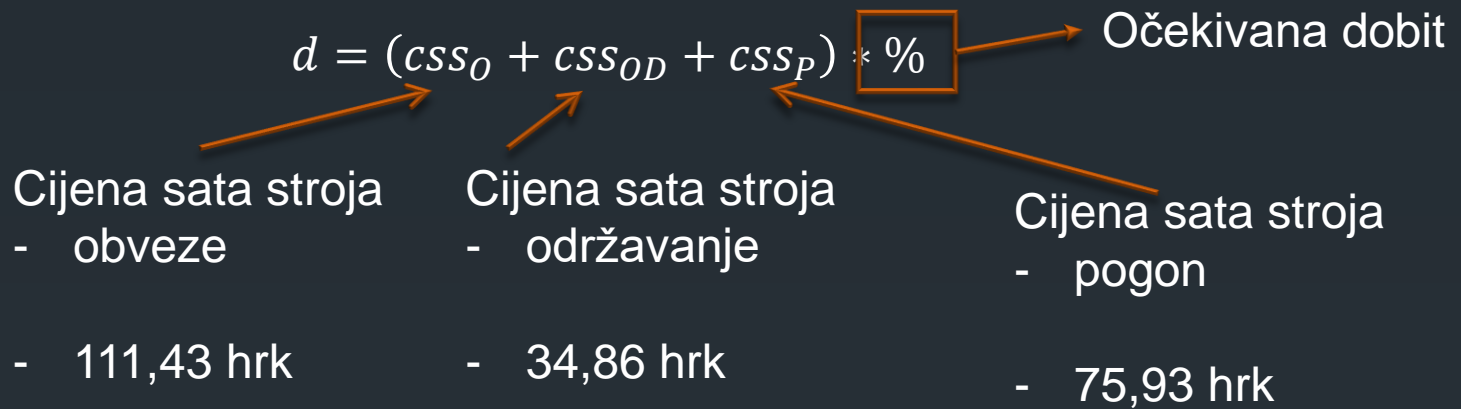 d = (css_O + css_OD + css_P) * %
Očekivana dobit
Cijena sata stroja
- obveze
- 111,43 hrk
Cijena sata stroja
- održavanje
- 34,86 hrk
Cijena sata stroja
- pogon
- 75,93 hrk